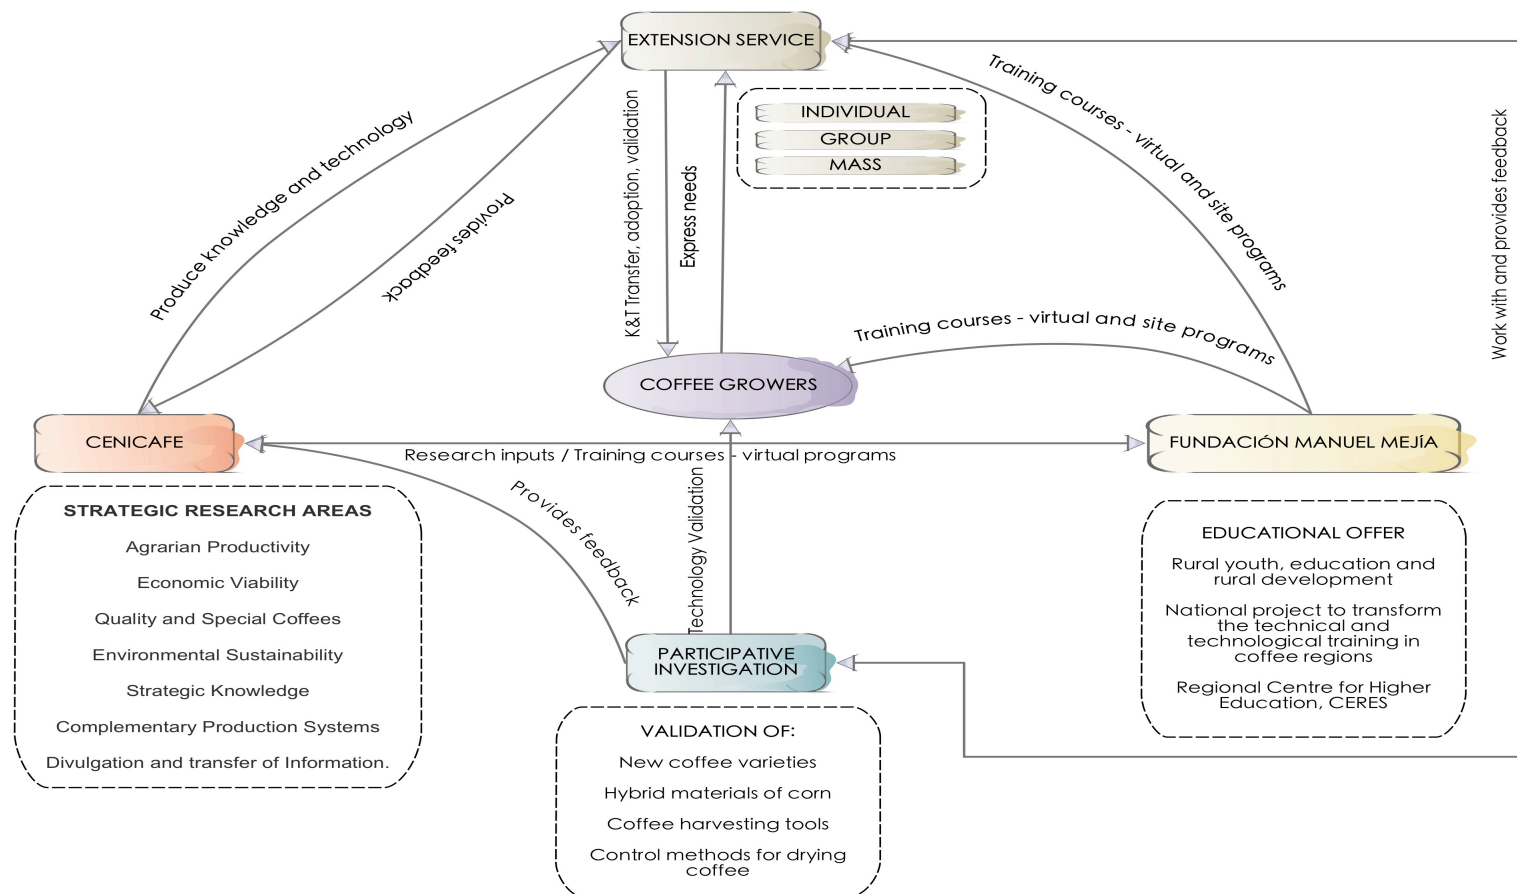 EXTENSION SERVICE
INDIVIDUAL
GROUP
MASS
Produce knowledge and technology
Provides feedback
K&T Transfer, adoption, validation
Express needs
Training courses - virtual and site programs
Work with and provides feedback
Training courses - virtual and site programs
COFFEE GROWERS
CENICAFE
Research inputs / Training courses - virtual programs
FUNDACIÓN MANUEL MEJÍA
STRATEGIC RESEARCH AREAS
Agrarian Productivity
Economic Viability
Quality and Special Coffees
Environmental Sustainability
Strategic Knowledge
Complementary Production Systems
Divulgation and transfer of Information.
Provides feedback
Technology Validation
PARTICIPATIVE
INVESTIGATION
VALIDATION OF:
New coffee varieties
Hybrid materials of corn
Coffee harvesting tools
Control methods for drying
coffee
EDUCATIONAL OFFER
Rural youth, education and
rural development
National project to transform
the technical and
technological training in
coffee regions
Regional Centre for Higher
Education, CERES